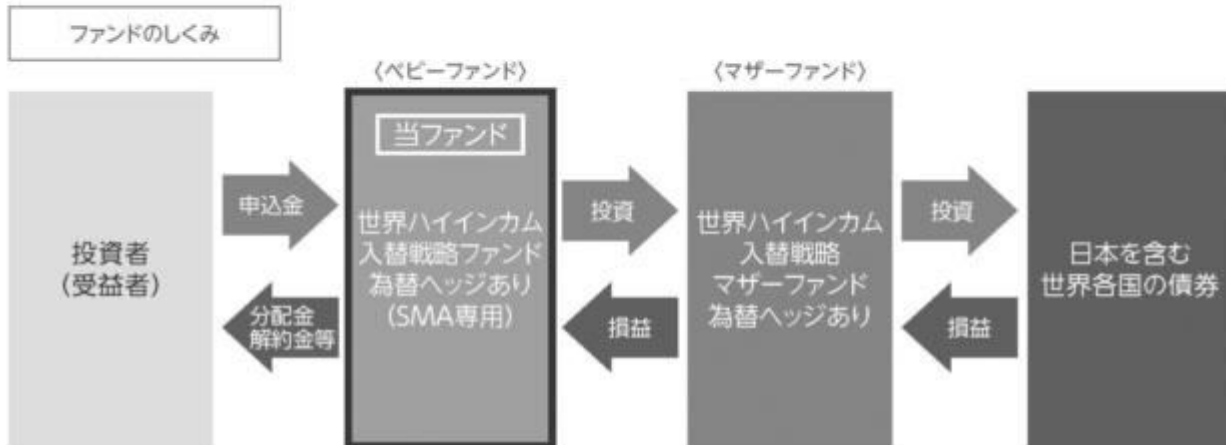 ファンドのしくみ
〈ベビーファンド〉
〈マザーファンド〉
投資者
(受益者)
申込金
分配金
解約金等
当ファンド
世界ハイインカム
入替戦略ファンド
為替ヘッジあり
(SMA専用)
投資
損益
世界ハイインカム
入替戦略
マザーファンド
為替ヘッジあり
投資
損益
日本を含む
世界各国の債券